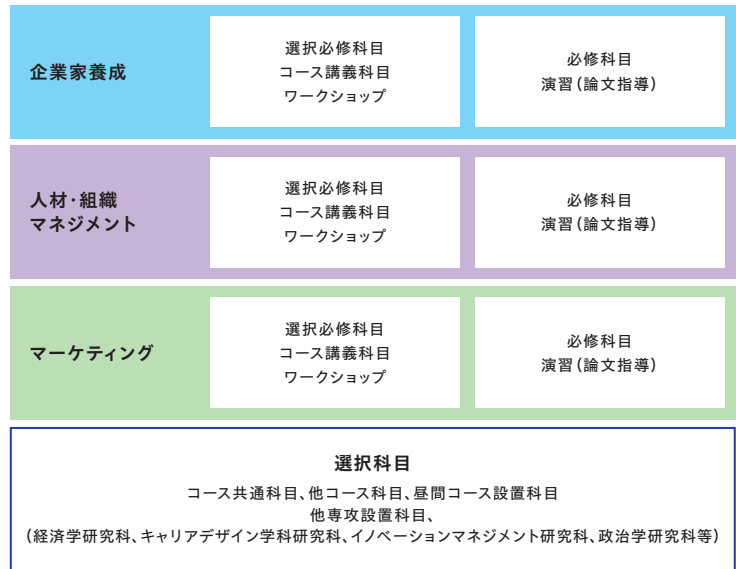 企業家養成
選択必修科目
コース講義科目
ワークショップ
必修科目
演習(論文指導)
人材・組織
マネジメント
選択必修科目
コース講義科目
ワークショップ
必修科目
演習(論文指導)
マーケティング
選択必修科目
コース講義科目
ワークショップ
必修科目
演習(論文指導)
選択科目
コース共通科目、他コース科目、昼間コース設置科目
他専攻設置科目、
(経済学研究科、キャリアデザイン学科研究科、イノベーションマネジメント研究科、政治学研究科等)